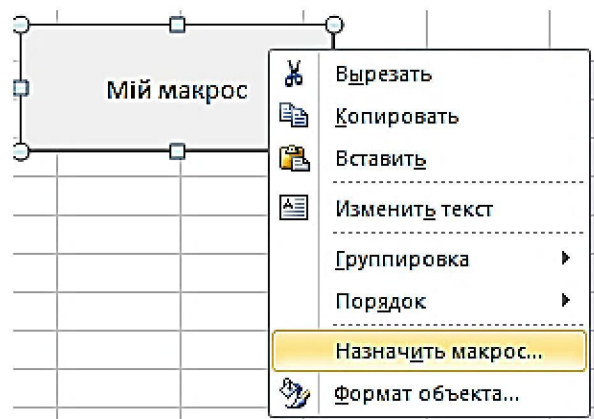 Мій макрос
Вырезать
Копировать
Вставить
Изменить текст
Группировка
Порядок
Назначить макрос...
Формат объекта...